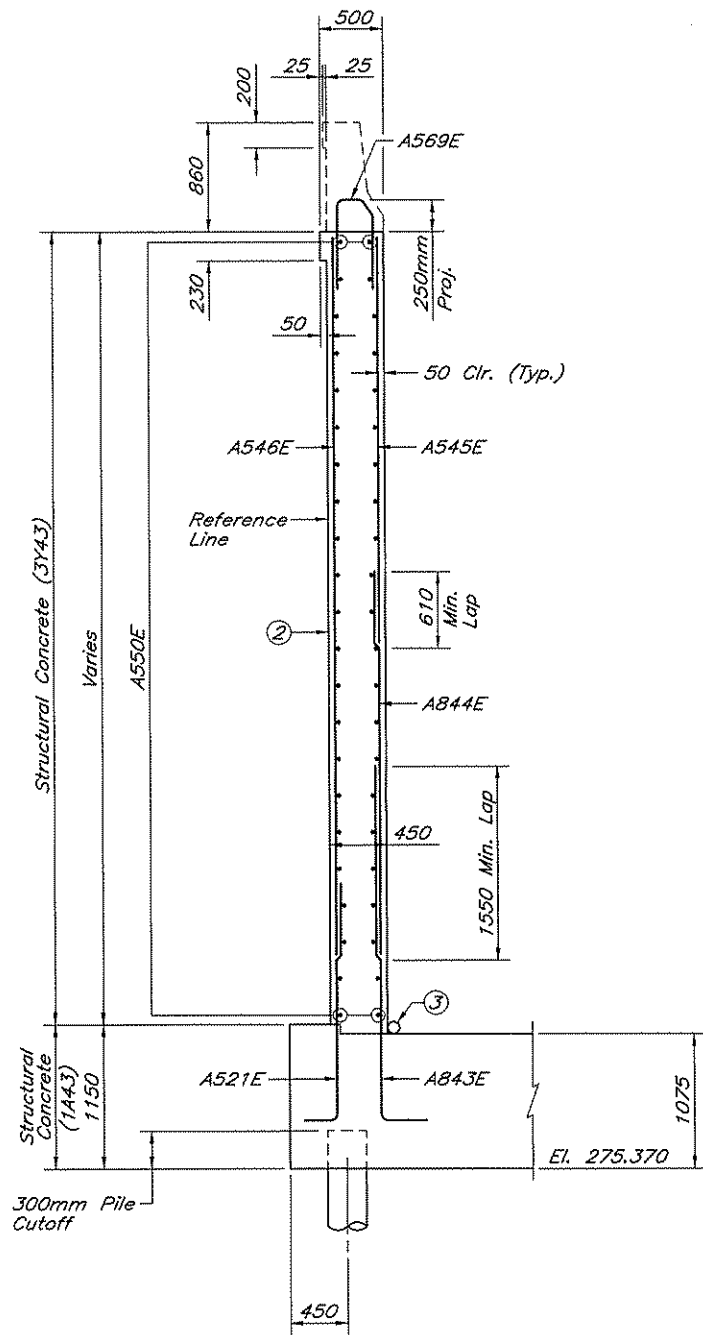 500
25
25
200
A569E
860
250mm
Proj.
230
50
50 Clr. (Typ.)
A546E
A545E
Reference
Line
610
Min.
Lap
2
Structural Concrete (3Y43)
Varies
A550E
A844E
450
1550 Min. Lap
3
Structural
Concrete
(1A43)
1150
A521E
A843E
1075
El. 275.370
300mm Pile
Cutoff
450